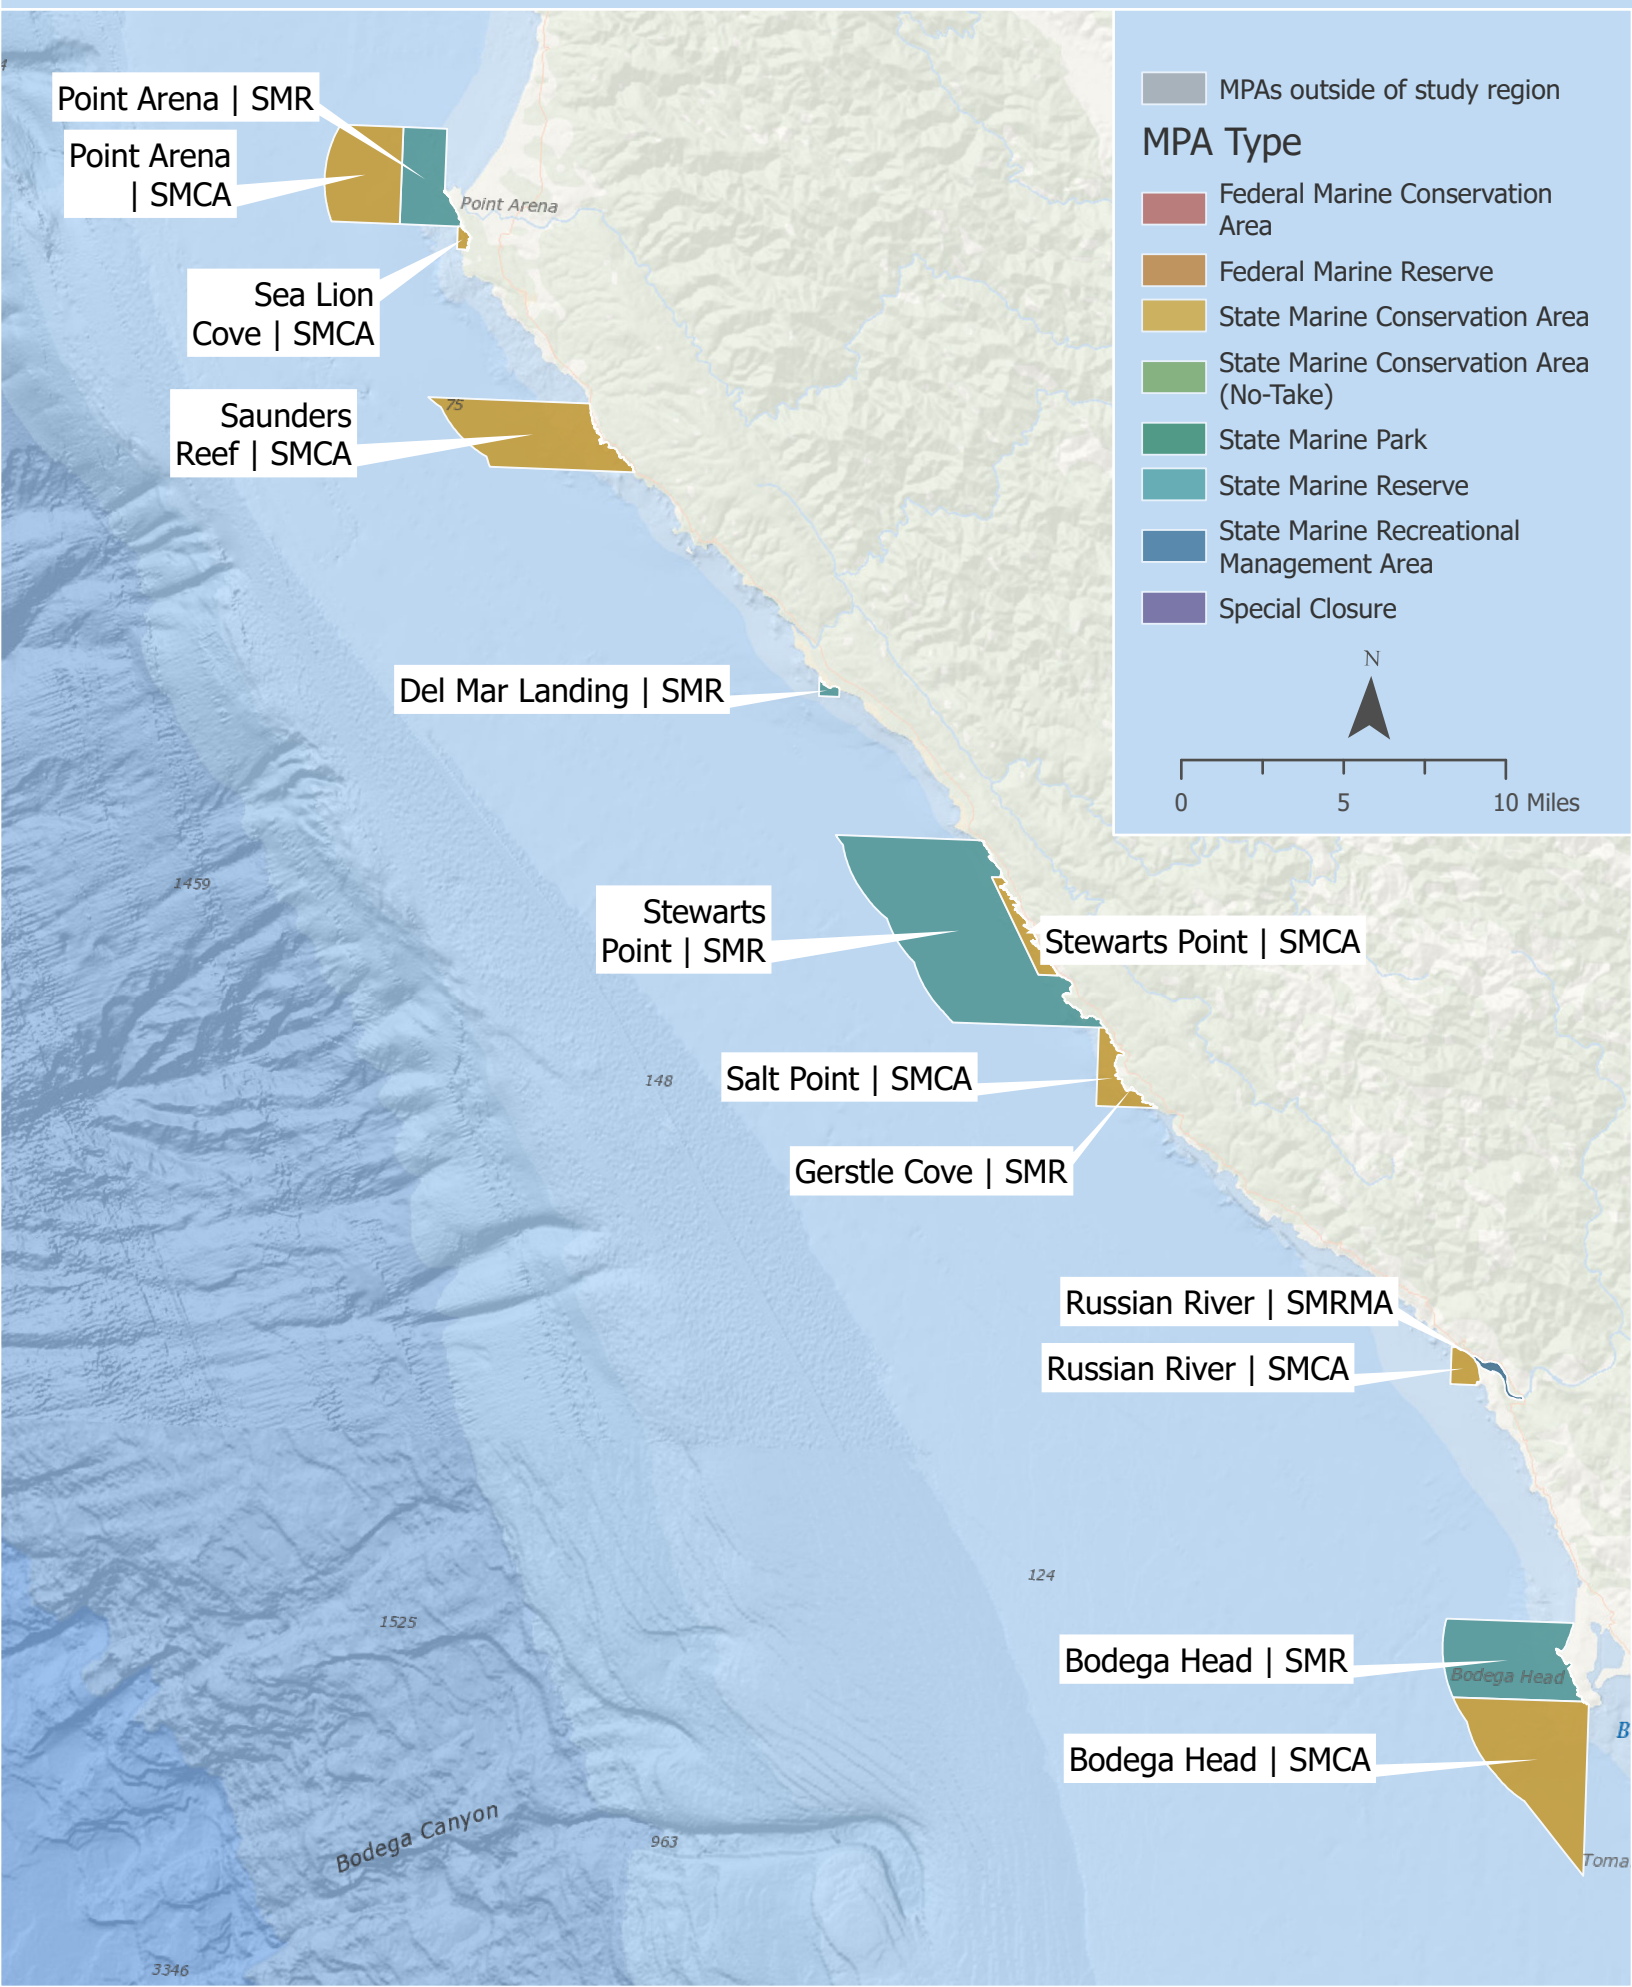 Point Arena | SMR
Point Arena
| SMCA
Point Arena
Sea Lion
Cove | SMCA
Saunders
Reef | SMCA
75
Del Mar Landing | SMR
1459
Stewarts
Point | SMR
Stewarts Point | SMCA
148
Salt Point | SMCA
Gerstle Cove | SMR
Russian River | SMRMA
Russian River | SMCA
124
1525
Bodega Head | SMR
Bodega Head
B
Bodega Head | SMCA
Bodega Canyon
963
Toma
3346
MPAs outside of study region
MPA Type
Federal Marine Conservation
Area
Federal Marine Reserve
State Marine Conservation Area
State Marine Conservation Area
(No-Take)
State Marine Park
State Marine Reserve
State Marine Recreational
Management Area
Special Closure
N
0 5 10 Miles